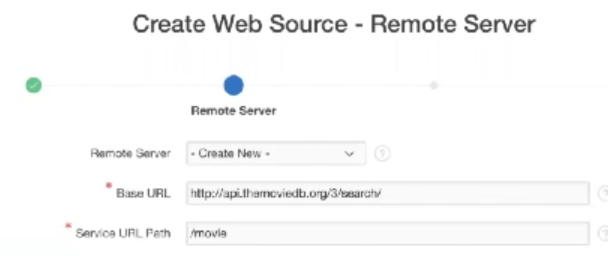 Create Web Source - Remote Server
Remote Server
Remote Server - Create New -
* Base URL http://api.themoviedb.org/3/search/
* Service URL Path /movie